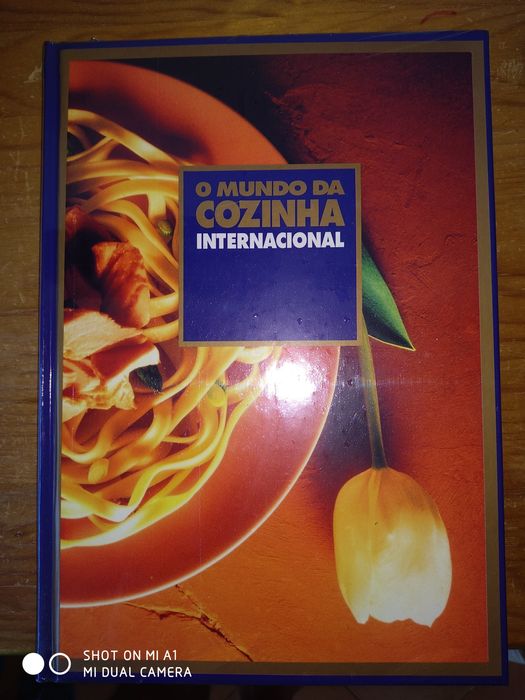 O MUNDO DA
COZINHA
INTERNACIONAL
SHOT ON MI A1
MI DUAL CAMERA